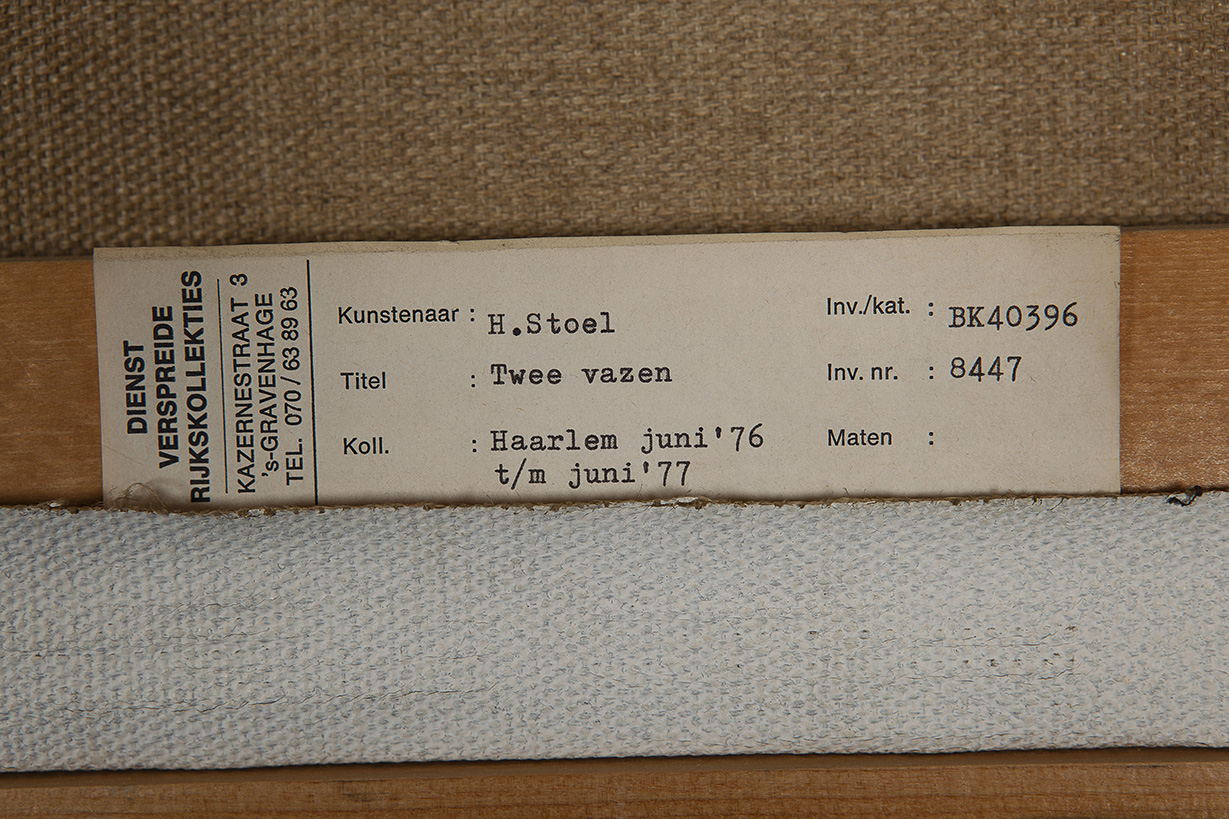 DIENST
VERSPREIDE
RIJKSKOLLEKTIES
KAZERNESTRAAT 3
's-GRAVENHAGE
TEL. 070/63 89 63
Kunstenaar : H.Stoel
Titel : Twee vazen
Koll. : Haarlem juni'76
t/m juni'77
Inv./kat. : BK40396
Inv. nr. : 8447
Maten :